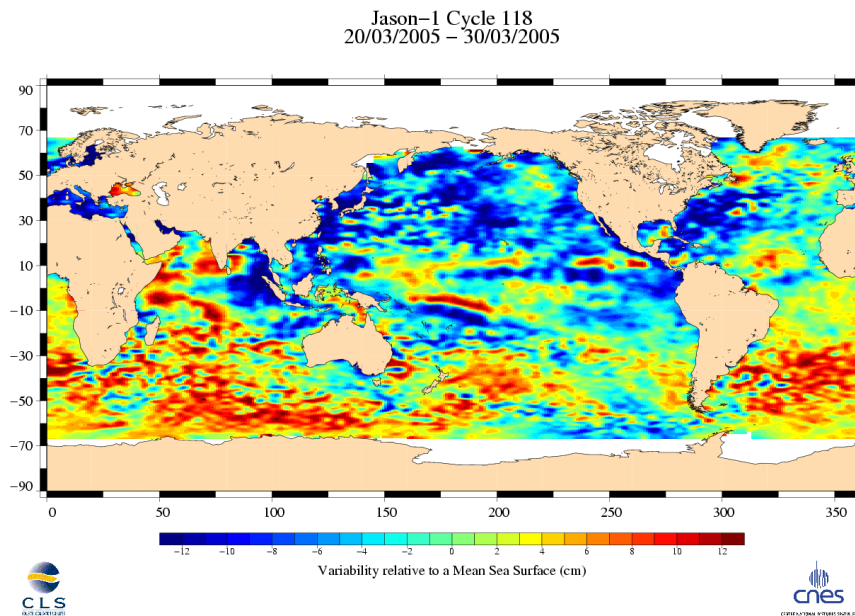 Jason−1 Cycle 118
20/03/2005 − 30/03/2005
90
70
50
30
10
−10
−30
−50
−70
−90
0 50 100 150 200 250 300 350
−12 −10 −8 −6 −4 −2 0 2 4 6 8 10 12
Variability relative to a Mean Sea Surface (cm)
CLS
cnes